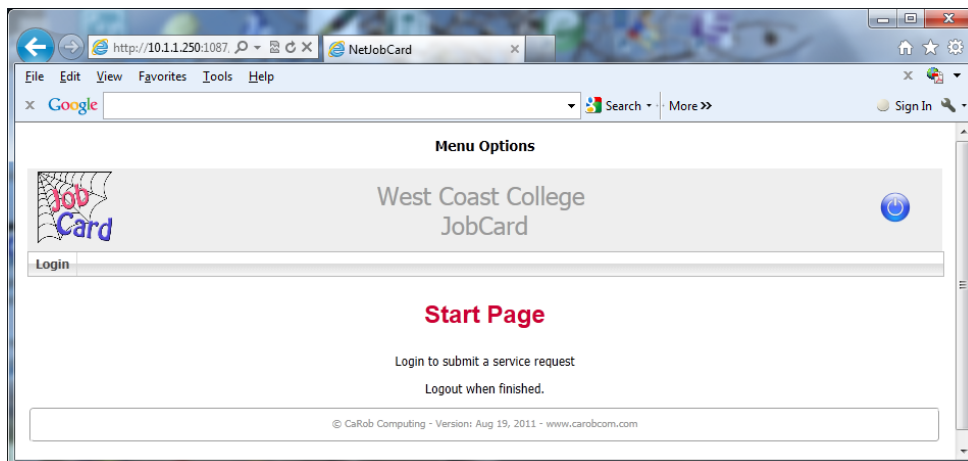 http://10.1.1.250:1087,
NetJobCard
File Edit View Favorites Tools Help
x Google Search More >> Sign In
Menu Options
Job Card
West Coast College
JobCard
Login
Start Page
Login to submit a service request
Logout when finished.
© CaRob Computing - Version: Aug 19, 2011 - www.carobcom.com